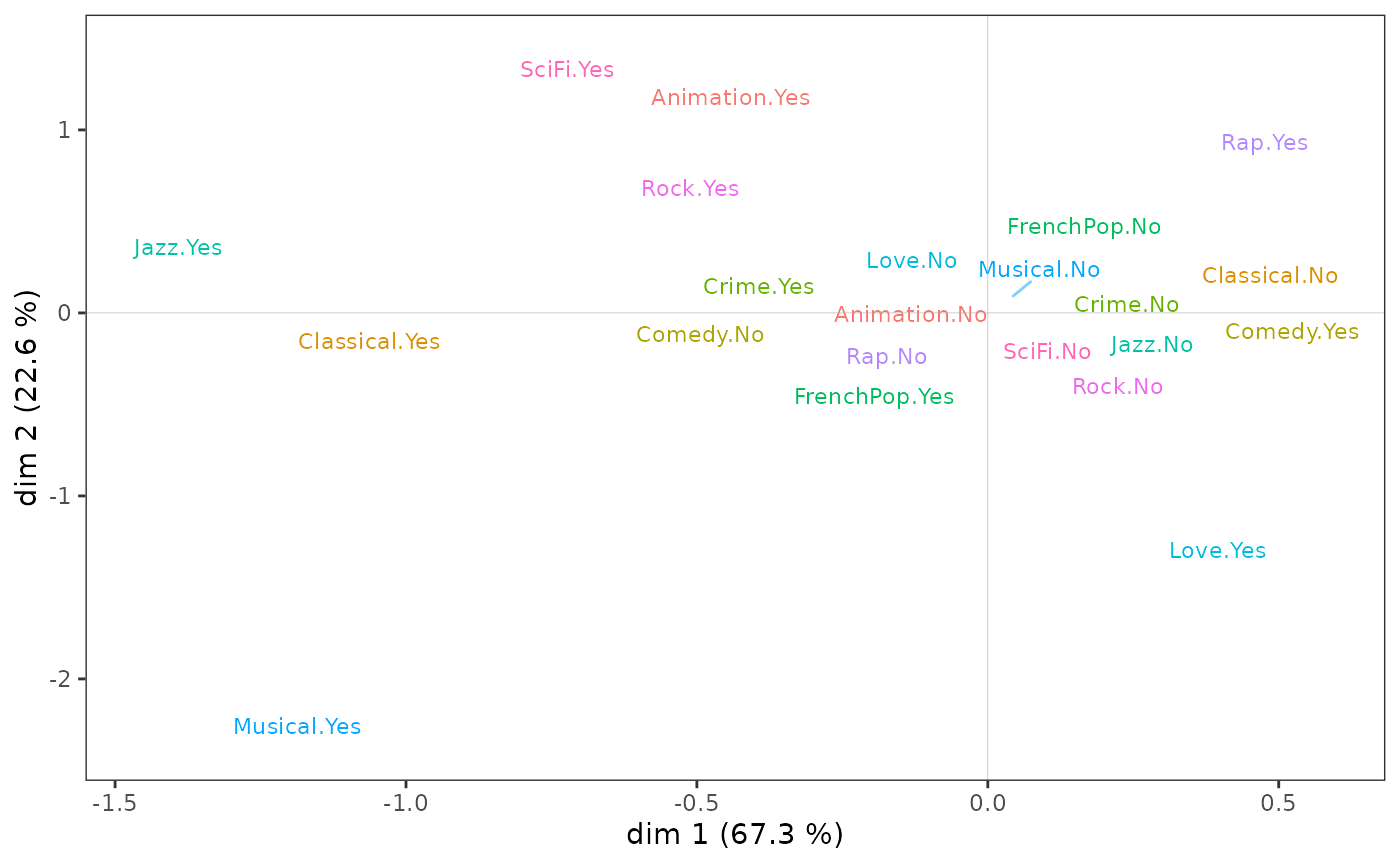 SciFi.Yes
Animation.Yes
1
Rap.Yes
Rock.Yes
FrenchPop.No
Jazz.Yes
Love.No
Musical.No
Classical.No
Crime.Yes
Crime.No
0
Animation.No
Comedy.No
Comedy.Yes
Classical.Yes
Jazz.No
SciFi.No
Rap.No
Rock.No
FrenchPop.Yes
dim 2 (22.6 %)
-1
Love.Yes
-2
Musical.Yes
-1.5 -1.0 -0.5 0.0 0.5
dim 1 (67.3 %)